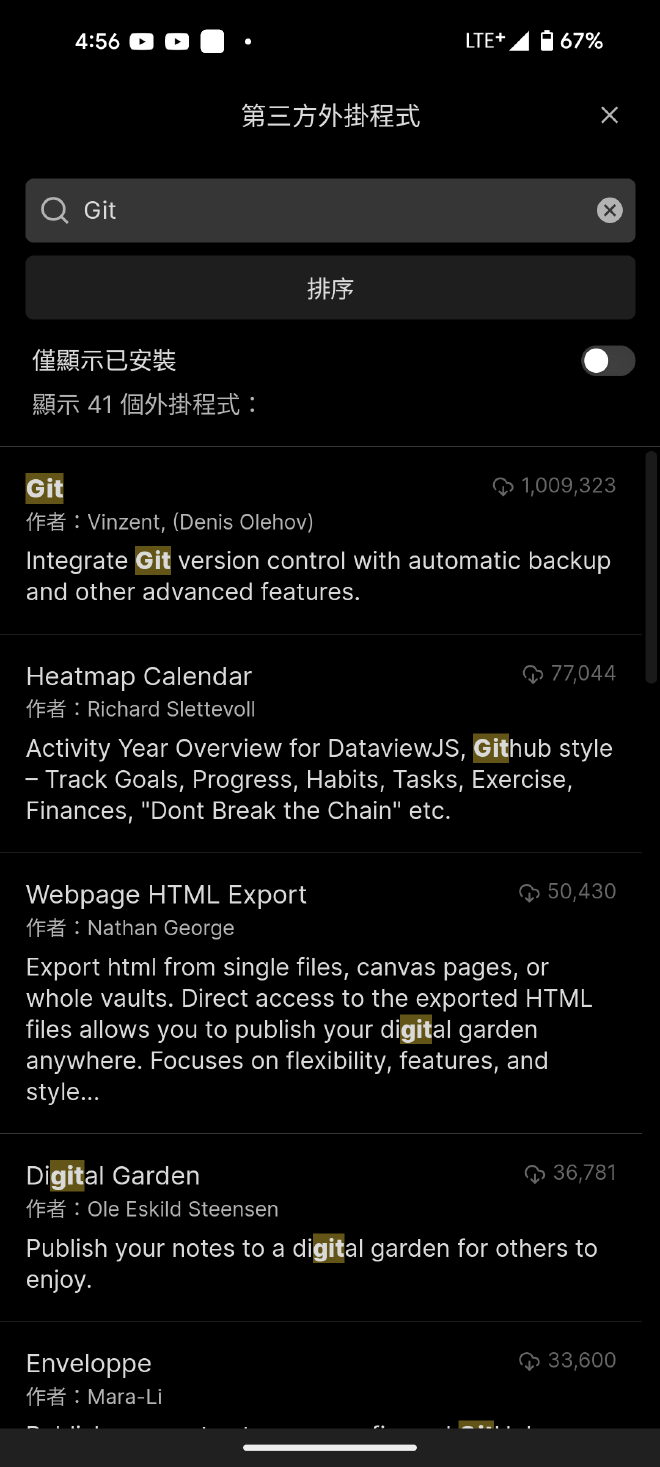 4:56
LTE+ 67%
第三方外掛程式
Git
排序
僅顯示已安裝
顯示 41 個外掛程式：
Git
1,009,323
作者：Vinzent, (Denis Olehov)
Integrate Git version control with automatic backup
and other advanced features.
Heatmap Calendar
77,044
作者：Richard Slettevoll
Activity Year Overview for DataviewJS, Github style
– Track Goals, Progress, Habits, Tasks, Exercise,
Finances, "Dont Break the Chain" etc.
Webpage HTML Export
50,430
作者：Nathan George
Export html from single files, canvas pages, or
whole vaults. Direct access to the exported HTML
files allows you to publish your digital garden
anywhere. Focuses on flexibility, features, and
style...
Digital Garden
36,781
作者：Ole Eskild Steensen
Publish your notes to a digital garden for others to
enjoy.
Enveloppe
33,600
作者：Mara-Li